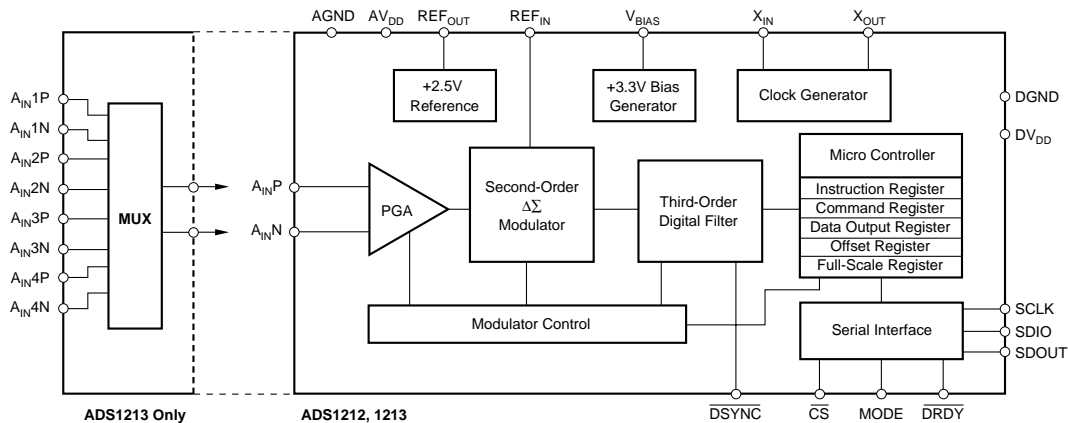 AGND AVDD REFOUT REFIN VBIAS XIN XOUT
+2.5V
Reference
+3.3V Bias
Generator
Clock Generator
DGND
DVDD
AIN1P
AIN1N
AIN2P
AIN2N
AIN3P
AIN3N
AIN4P
AIN4N
MUX
AINP
AINN
PGA
Second-Order
ΔΣ
Modulator
Third-Order
Digital Filter
Micro Controller
Instruction Register
Command Register
Data Output Register
Offset Register
Full-Scale Register
Modulator Control
Serial Interface
SCLK
SDIO
SDOUT
ADS1213 Only
ADS1212, 1213
DSYNC CS MODE DRDY